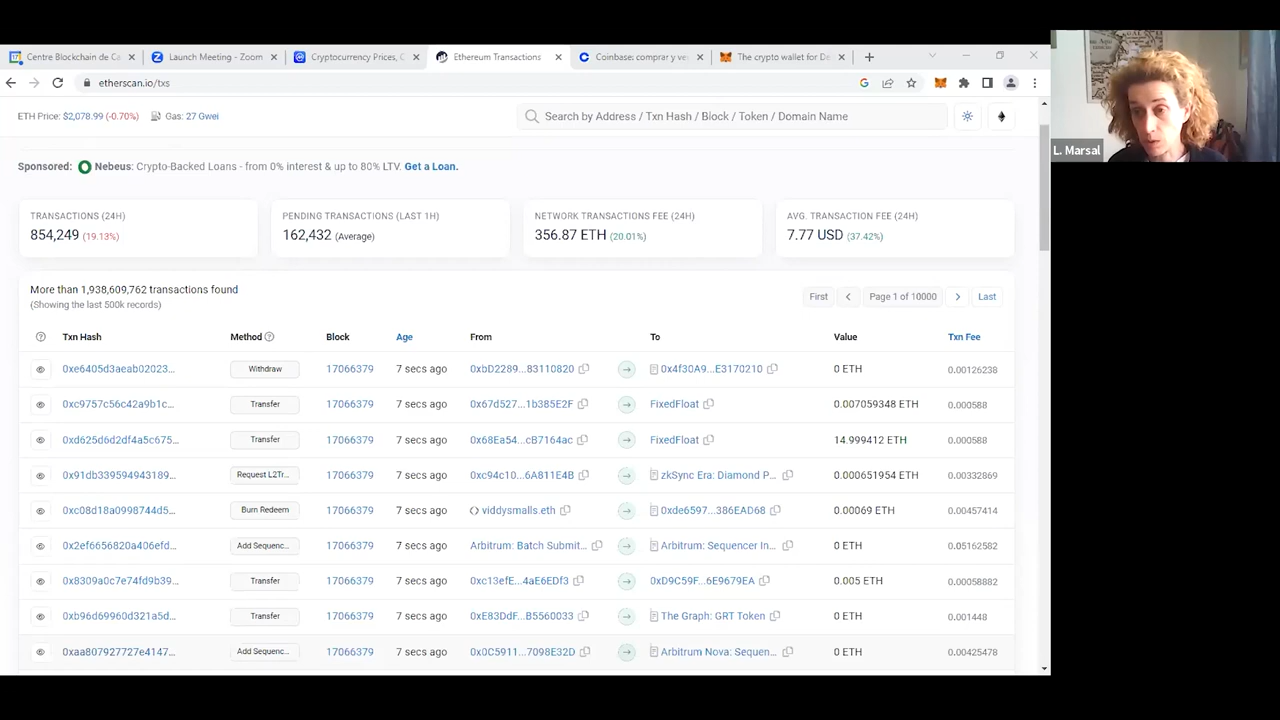 Centre Blockchain de Ca
Launch Meeting - Zoom
Cryptocurrency Prices, C
Ethereum Transactions
Coinbase: comprar y ve
The crypto wallet for De
etherscan.io/txs
ETH Price: $2,078.99 (-0.70%) Gas: 27 Gwei
Search by Address / Txn Hash / Block / Token / Domain Name
L. Marsal
Sponsored: Nebeus: Crypto-Backed Loans - from 0% interest & up to 80% LTV. Get a Loan.
TRANSACTIONS (24H)
854,249 (19.13%)
PENDING TRANSACTIONS (LAST 1H)
162,432 (Average)
NETWORK TRANSACTIONS FEE (24H)
356.87 ETH (20.01%)
AVG. TRANSACTION FEE (24H)
7.77 USD (37.42%)
More than 1,938,609,762 transactions found
(Showing the last 500k records)
First Page 1 of 10000 Last
Txn Hash Method Block Age From To Value Txn Fee
0xe6405d3aeab02023... Withdraw 17066379 7 secs ago 0xbD2289...83110820 0x4f30A9...E3170210 0 ETH 0.00126238
0xc9757c56c42a9b1c... Transfer 17066379 7 secs ago 0x67d527...1b385E2F FixedFloat 0.007059348 ETH 0.000588
0xd625d6d2df4a5c675... Transfer 17066379 7 secs ago 0x68Ea54...cB7164ac FixedFloat 14.999412 ETH 0.000588
0x91db339594943189... Request L2Tr... 17066379 7 secs ago 0xc94c10...6A811E4B zkSync Era: Diamond P... 0.000651954 ETH 0.00332869
0xc08d18a0998744d5... Burn Redeem 17066379 7 secs ago viddysmalls.eth 0xde6597...386EAD68 0.00069 ETH 0.00457414
0x2ef6656820a406efd... Add Sequenc... 17066379 7 secs ago Arbitrum: Batch Submit... Arbitrum: Sequencer In... 0 ETH 0.05162582
0x8309a0c7e74fd9b39... Transfer 17066379 7 secs ago 0xc13efE...4aE6EDf3 0xD9C59F...6E9679EA 0.005 ETH 0.00058882
0xb96d69960d321a5d... Transfer 17066379 7 secs ago 0xE83DdF...B5560033 The Graph: GRT Token 0 ETH 0.001448
0xaa807927727e4147... Add Sequenc... 17066379 7 secs ago 0x0C5911...7098E32D Arbitrum Nova: Sequen... 0 ETH 0.00425478